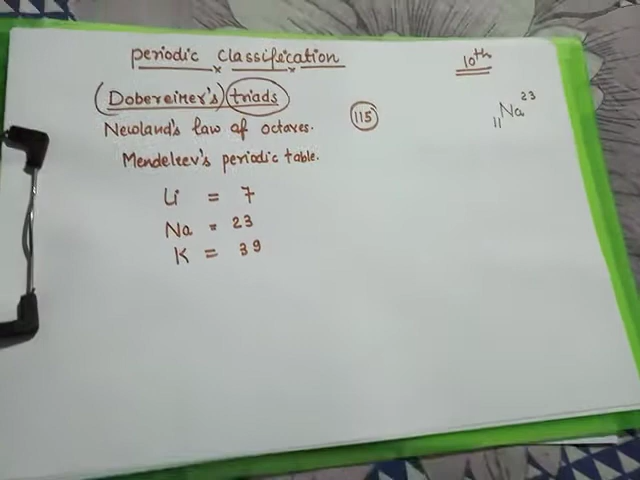 periodic classification
10th
(Dobereiner's) triads
11Na23
Newland's law of octaves.
115
Mendeleev's periodic table.
Li = 7
Na = 23
K = 39